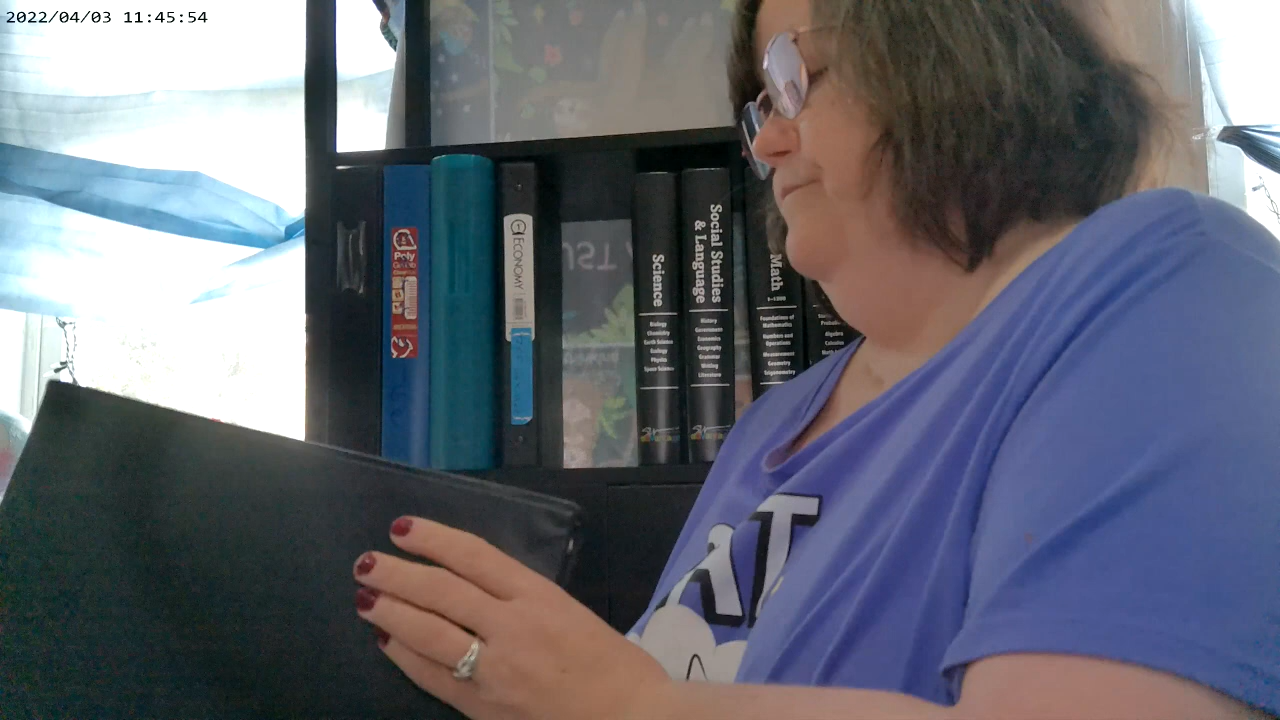 2022/04/03 11:45:54
Poly
ECONOMY
Science
Biology
Chemistry
Earth Science
Ecology
Physics
Space Science
Social Studies
& Language
History
Government
Economics
Geography
Grammar
Writing
Literature
Math
Foundations of
Mathematics
Numbers and
Operations
Measurement
Geometry
Trigonometry
Algebra
Calculus
AT